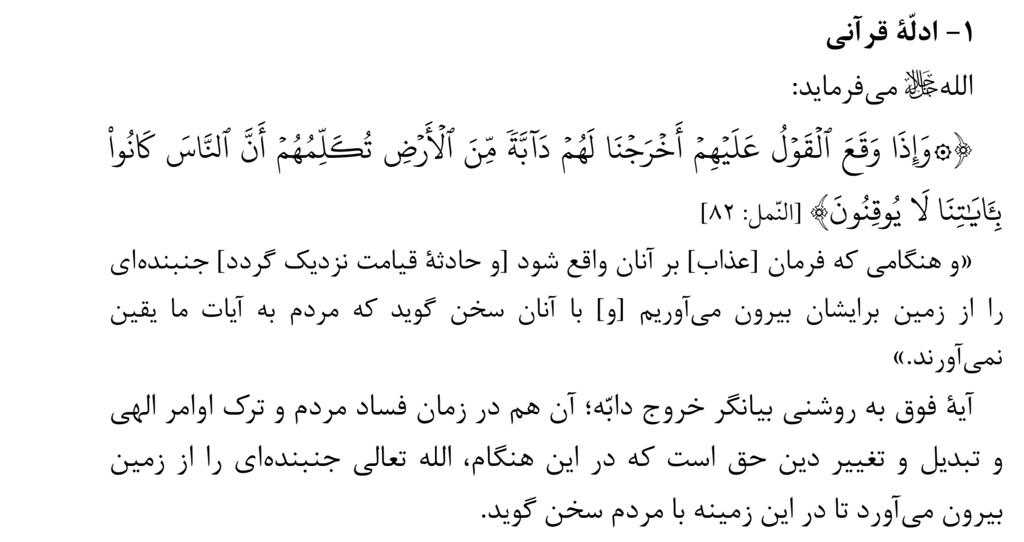 ۱- ادلّهٔ قرآنی
الله ﷻ می‌فرماید:
﴿۞وَإِذَا وَقَعَ ٱلۡقَوۡلُ عَلَيۡهِمۡ أَخۡرَجۡنَا لَهُمۡ دَآبَّةٗ مِّنَ ٱلۡأَرۡضِ تُكَلِّمُهُمۡ أَنَّ ٱلنَّاسَ كَانُواْ
بِـَٔايَٰتِنَا لَا يُوقِنُونَ﴾ [النّمل: ۸۲]
«و هنگامی که فرمان [عذاب] بر آنان واقع شود [و حادثهٔ قیامت نزدیک گردد] جنبنده‌ای
را از زمین برایشان بیرون می‌آوریم [و] با آنان سخن گوید که مردم به آیات ما یقین
نمی‌آورند.»
آیهٔ فوق به روشنی بیانگر خروج دابّه؛ آن هم در زمان فساد مردم و ترک اوامر الهی
و تبدیل و تغییر دین حق است که در این هنگام، الله تعالی جنبنده‌ای را از زمین
بیرون می‌آورد تا در این زمینه با مردم سخن گوید.